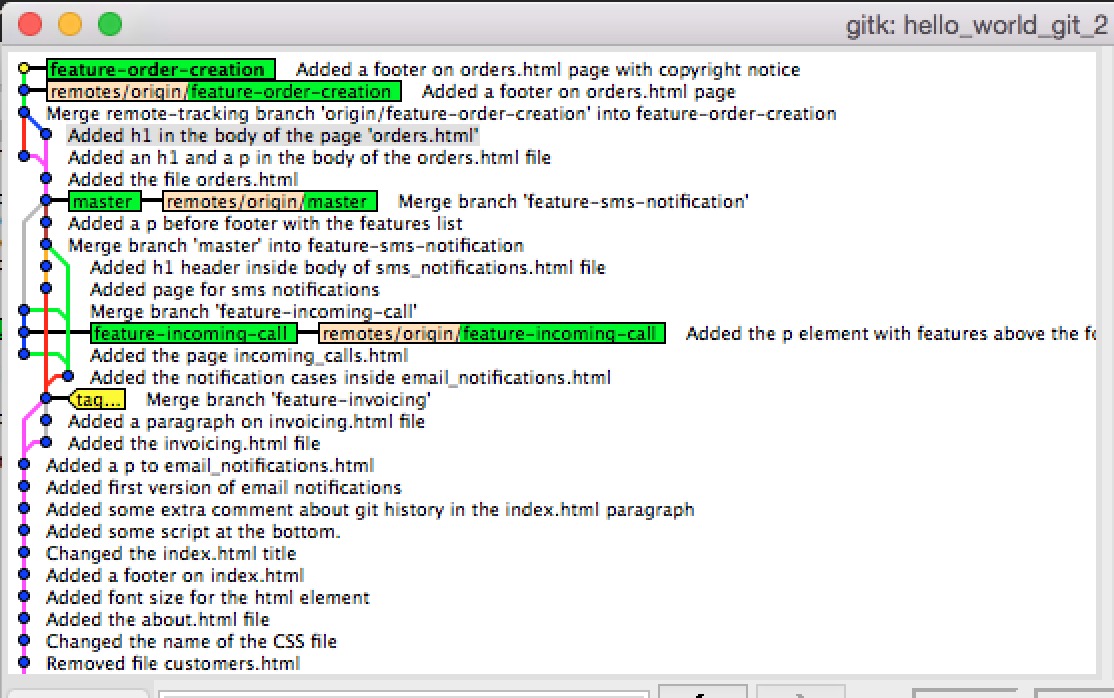 gitk: hello_world_git_2
feature-order-creation Added a footer on orders.html page with copyright notice
remotes/origin/feature-order-creation Added a footer on orders.html page
Merge remote-tracking branch 'origin/feature-order-creation' into feature-order-creation
Added h1 in the body of the page 'orders.html'
Added an h1 and a p in the body of the orders.html file
Added the file orders.html
master remotes/origin/master Merge branch 'feature-sms-notification'
Added a p before footer with the features list
Merge branch 'master' into feature-sms-notification
Added h1 header inside body of sms_notifications.html file
Added page for sms notifications
Merge branch 'feature-incoming-call'
feature-incoming-call remotes/origin/feature-incoming-call Added the p element with features above the
Added the page incoming_calls.html
Added the notification cases inside email_notifications.html
tag... Merge branch 'feature-invoicing'
Added a paragraph on invoicing.html file
Added the invoicing.html file
Added a p to email_notifications.html
Added first version of email notifications
Added some extra comment about git history in the index.html paragraph
Added some script at the bottom.
Changed the index.html title
Added a footer on index.html
Added font size for the html element
Added the about.html file
Changed the name of the CSS file
Removed file customers.html